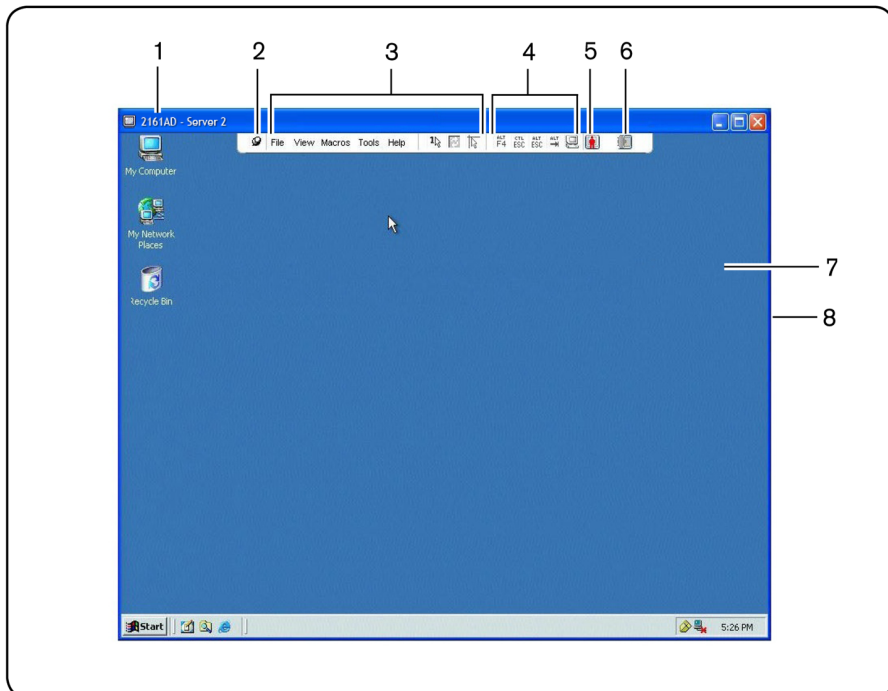 1 2 3 4 5 6
2161AD - Server 2
File View Macros Tools Help
ALT F4
CTL ESC
ALT ESC
ALT
My Computer
My Network Places
7
Recycle Bin
8
Start
5:26 PM